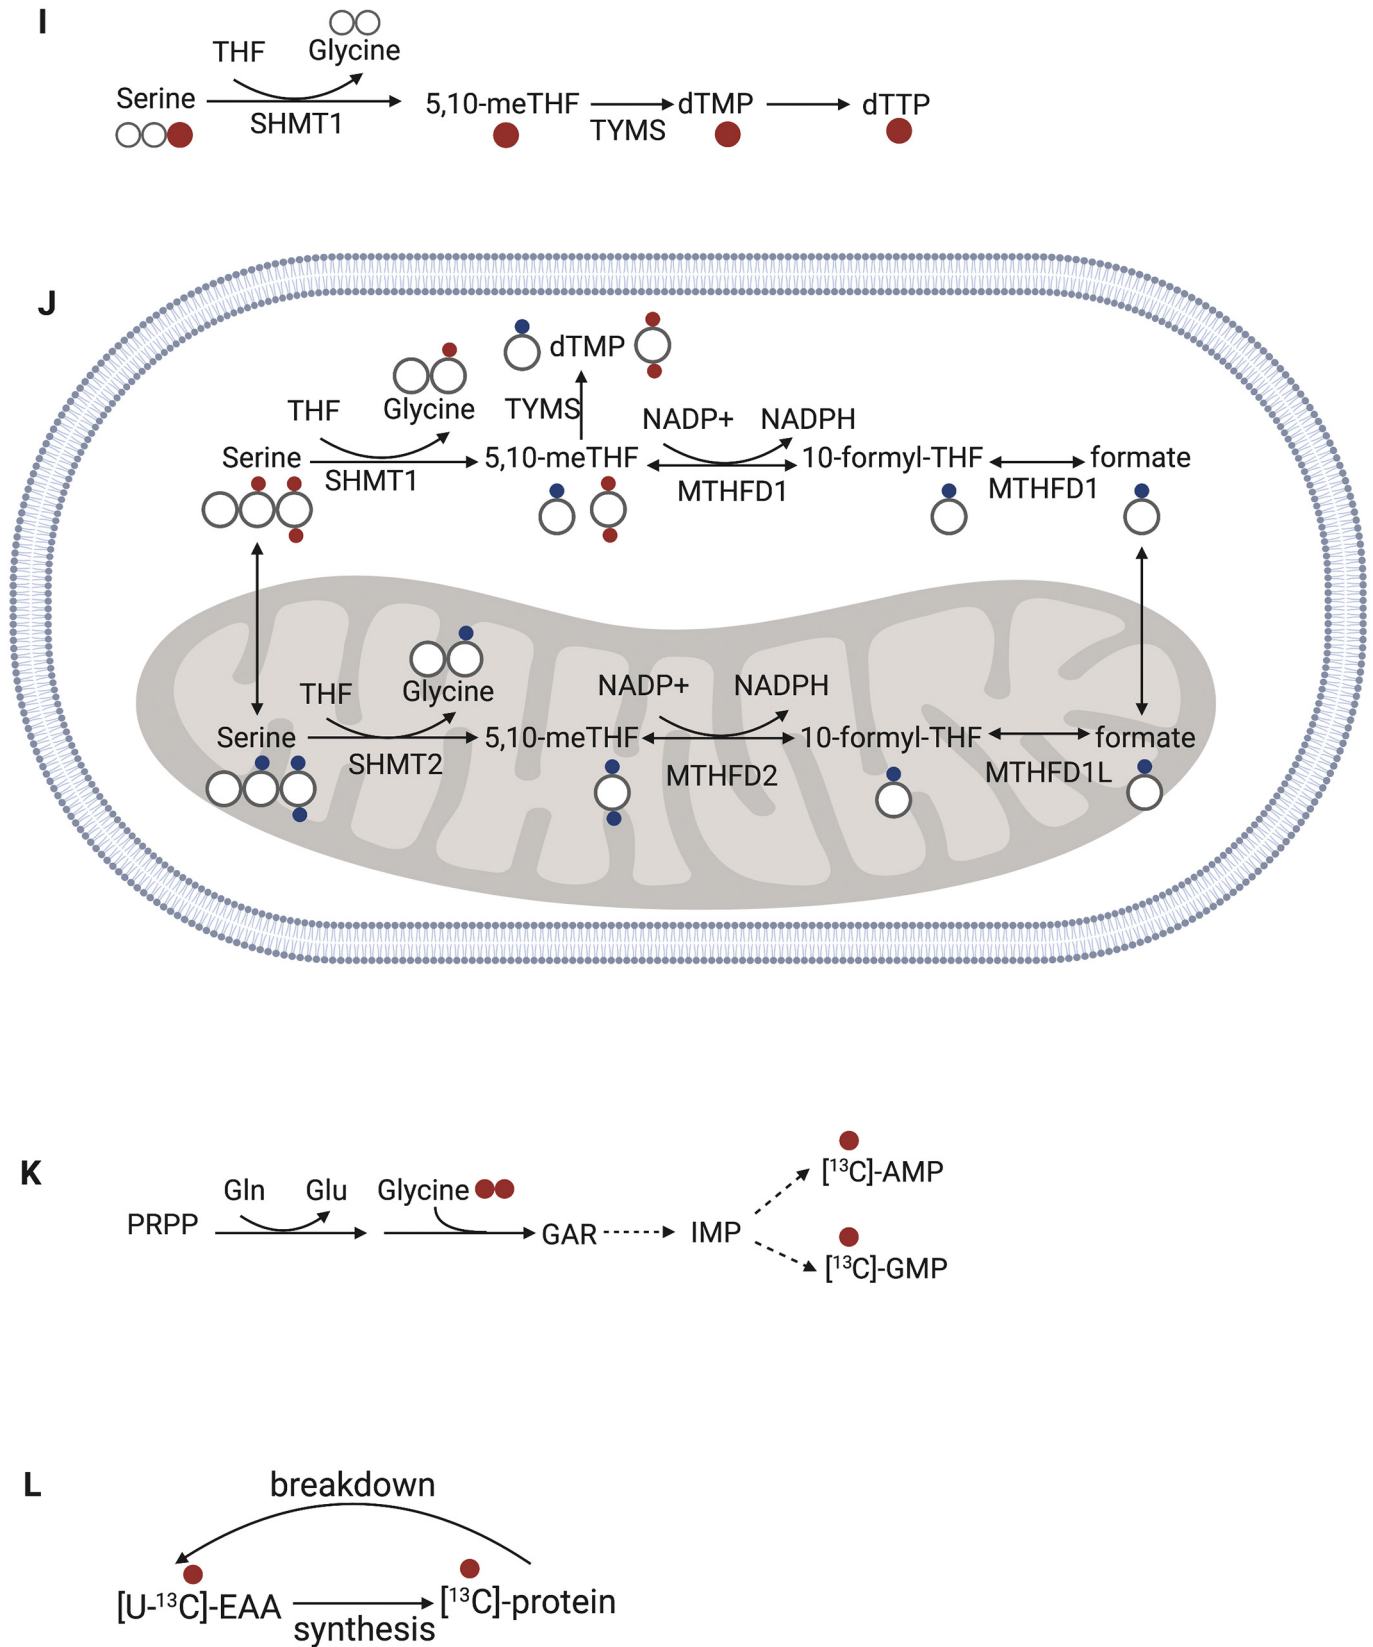 I
THF
Glycine
Serine
SHMT1
5,10-meTHF
TYMS
dTMP
dTTP
J
dTMP
THF
Glycine
TYMS
NADP+
NADPH
Serine
SHMT1
5,10-meTHF
MTHFD1
10-formyl-THF
MTHFD1
formate
THF
Glycine
NADP+
NADPH
Serine
SHMT2
5,10-meTHF
MTHFD2
10-formyl-THF
MTHFD1L
formate
K
PRPP
Gln
Glu
Glycine
GAR
IMP
[¹³C]-AMP
[¹³C]-GMP
L
breakdown
[U-¹³C]-EAA
synthesis
[¹³C]-protein